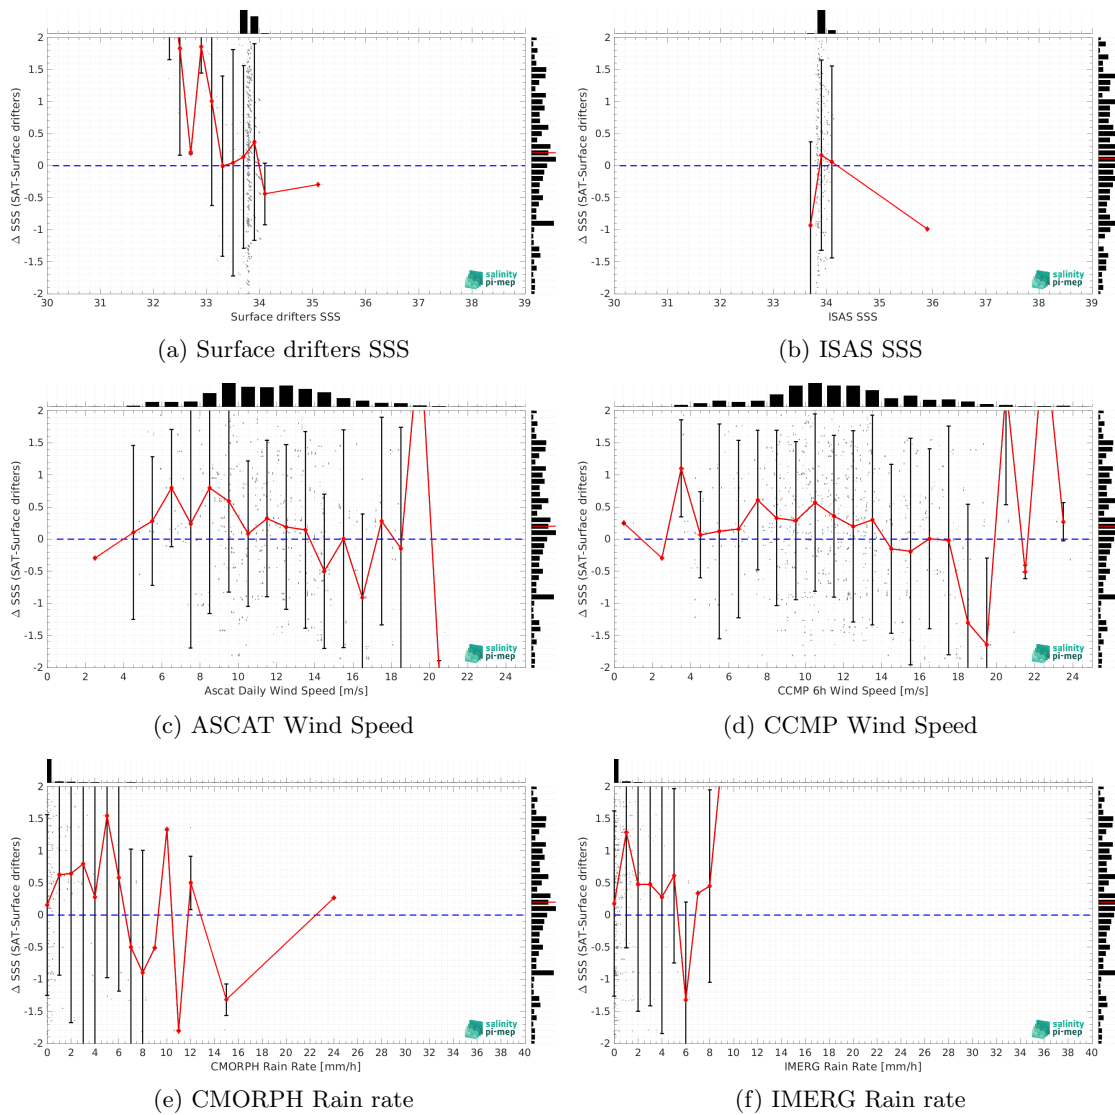 Δ SSS (SAT-Surface drifters)
2
1.5
1
0.5
0
-0.5
-1
-1.5
-2
30 31 32 33 34 35 36 37 38 39
Surface drifters SSS
salinity
pi-mep
(a) Surface drifters SSS
Δ SSS (SAT-Surface drifters)
2
1.5
1
0.5
0
-0.5
-1
-1.5
-2
30 31 32 33 34 35 36 37 38 39
ISAS SSS
salinity
pi-mep
(b) ISAS SSS
Δ SSS (SAT-Surface drifters)
2
1.5
1
0.5
0
-0.5
-1
-1.5
-2
0 2 4 6 8 10 12 14 16 18 20 22 24
Ascat Daily Wind Speed [m/s]
salinity
pi-mep
(c) ASCAT Wind Speed
Δ SSS (SAT-Surface drifters)
2
1.5
1
0.5
0
-0.5
-1
-1.5
-2
0 2 4 6 8 10 12 14 16 18 20 22 24
CCMP 6h Wind Speed [m/s]
salinity
pi-mep
(d) CCMP Wind Speed
Δ SSS (SAT-Surface drifters)
2
1.5
1
0.5
0
-0.5
-1
-1.5
-2
0 2 4 6 8 10 12 14 16 18 20 22 24 26 28 30 32 34 36 38 40
CMORPH Rain Rate [mm/h]
salinity
pi-mep
(e) CMORPH Rain rate
Δ SSS (SAT-Surface drifters)
2
1.5
1
0.5
0
-0.5
-1
-1.5
-2
0 2 4 6 8 10 12 14 16 18 20 22 24 26 28 30 32 34 36 38 40
IMERG Rain Rate [mm/h]
salinity
pi-mep
(f) IMERG Rain rate